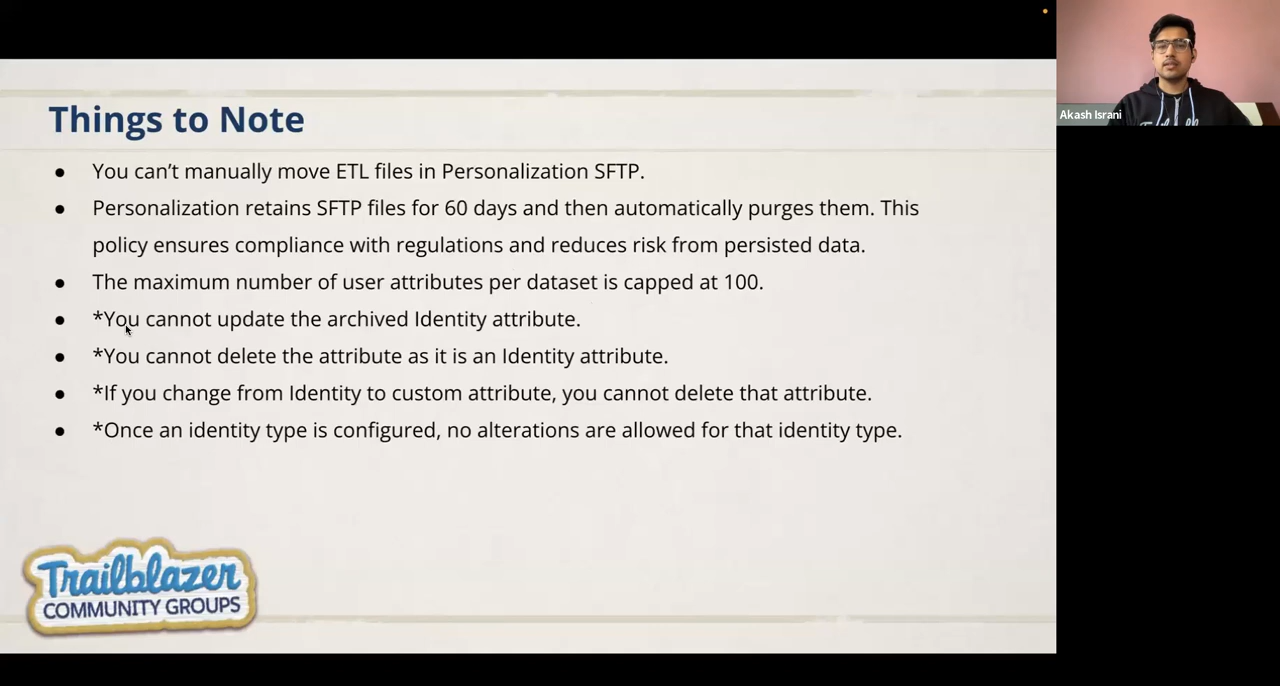 Things to Note
● You can’t manually move ETL files in Personalization SFTP.
● Personalization retains SFTP files for 60 days and then automatically purges them. This
policy ensures compliance with regulations and reduces risk from persisted data.
● The maximum number of user attributes per dataset is capped at 100.
● *You cannot update the archived Identity attribute.
● *You cannot delete the attribute as it is an Identity attribute.
● *If you change from Identity to custom attribute, you cannot delete that attribute.
● *Once an identity type is configured, no alterations are allowed for that identity type.
Trailblazer
COMMUNITY GROUPS
Akash Israni